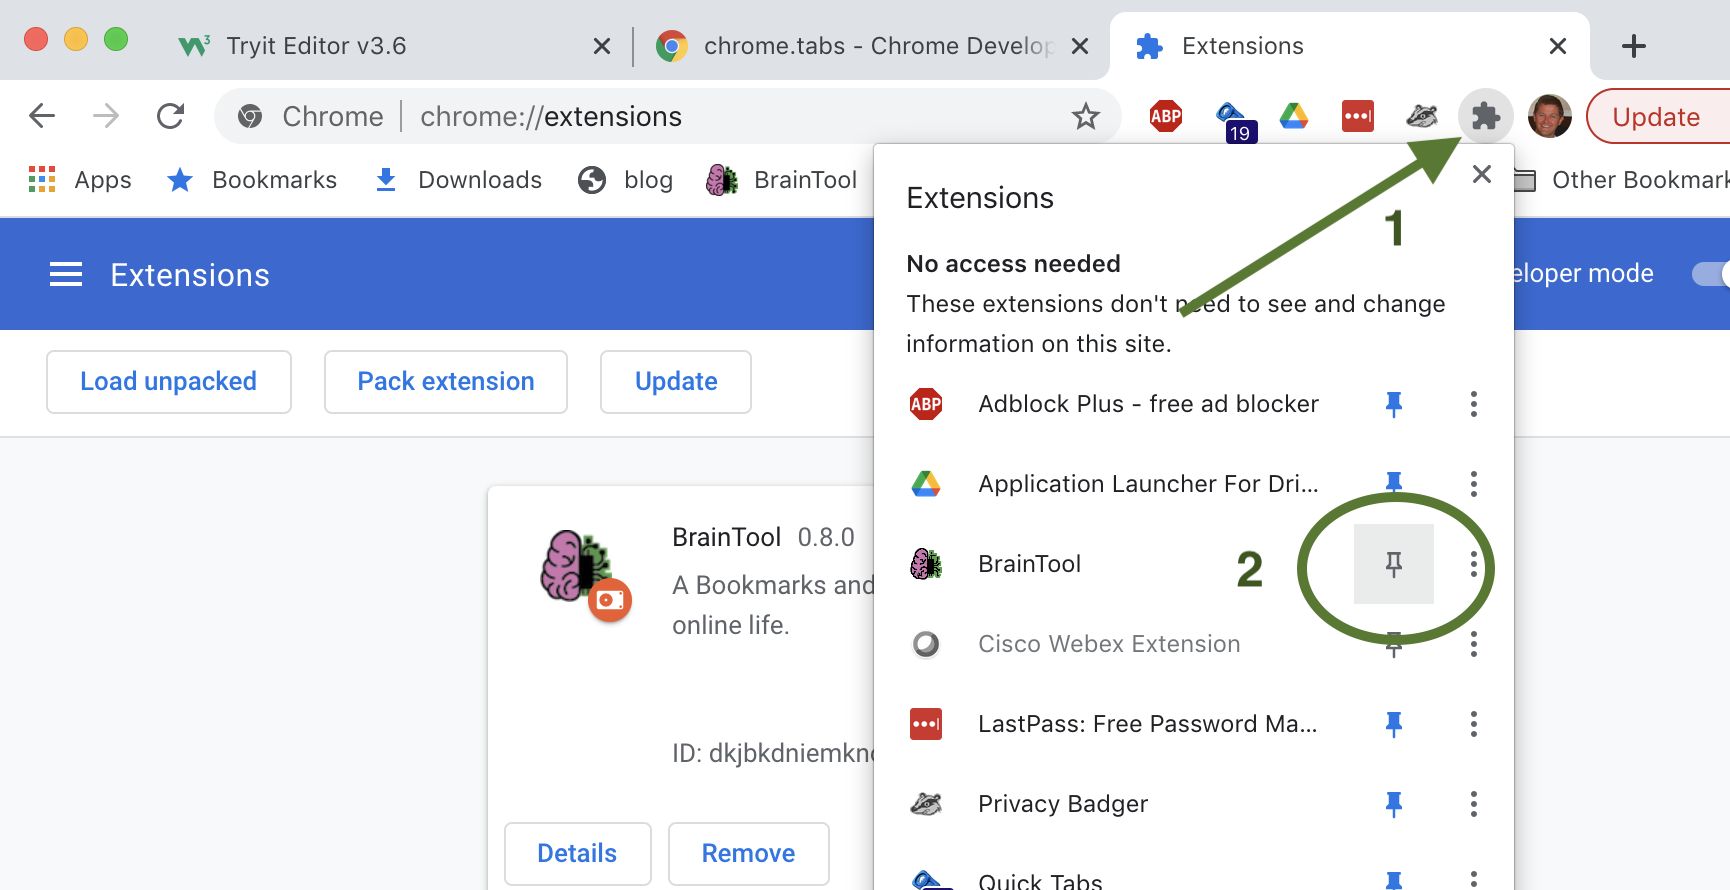 Tryit Editor v3.6
chrome.tabs - Chrome Develop
Extensions
Chrome
chrome://extensions
ABP
19
Update
Apps
Bookmarks
Downloads
blog
BrainTool
Other Bookmark
Extensions
eloper mode
Load unpacked
Pack extension
Update
BrainTool 0.8.0
A Bookmarks and
online life.
ID: dkjbkdniemkn
Details
Remove
Extensions
1
No access needed
These extensions don't need to see and change
information on this site.
ABP
Adblock Plus - free ad blocker
Application Launcher For Dri...
BrainTool
2
Cisco Webex Extension
LastPass: Free Password Ma...
Privacy Badger
Quick Tabs